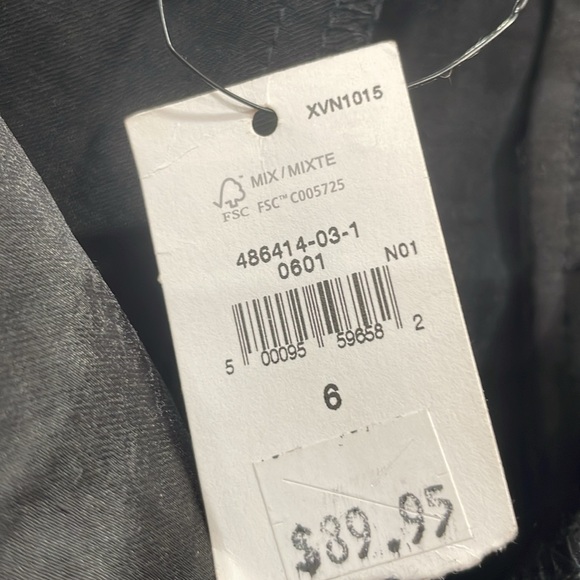 XVN1015
MIX / MIXTE
FSC FSC™ C005725
486414-03-1
0601 N01
5 00095 59658 2
6
$89.95